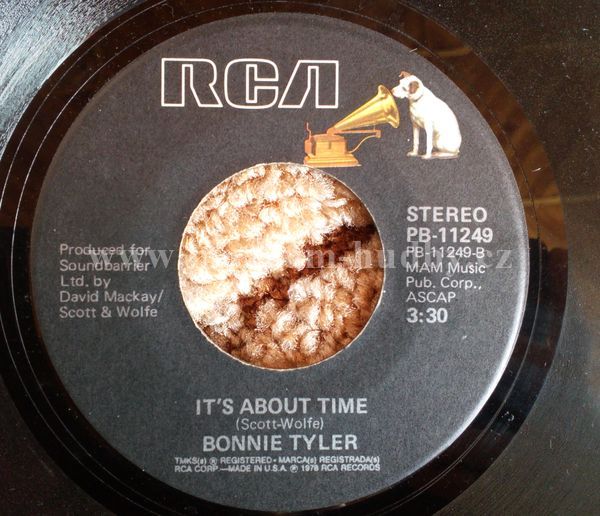 RCA
STEREO
PB-11249
PB-11249-B
MAM Music
Pub. Corp.,
ASCAP
3:30
Produced for
Soundbarrier
Ltd. by
David Mackay/
Scott & Wolfe
IT'S ABOUT TIME
(Scott-Wolfe)
BONNIE TYLER
TMKS(s) ® REGISTERED • MARCA(s) REGISTRADA(s)
RCA CORP.—MADE IN U.S.A. ℗ 1978 RCA RECORDS